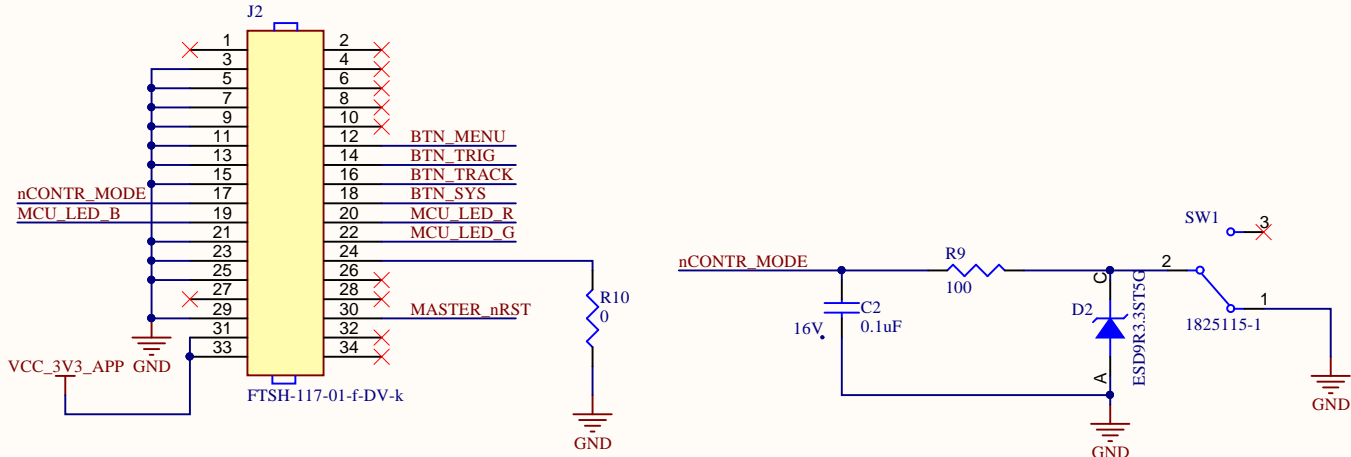 J2
1 2
3 4
5 6
7 8
9 10
11 12 BTN_MENU
13 14 BTN_TRIG
15 16 BTN_TRACK
nCONTR_MODE 17 18 BTN_SYS
MCU_LED_B 19 20 MCU_LED_R
21 22 MCU_LED_G
23 24
25 26
27 28
29 30 MASTER_nRST
31 32
33 34
VCC_3V3_APP GND
FTSH-117-01-f-DV-k
R10
0
GND
nCONTR_MODE
R9
100
C2
16V 0.1uF
C
D2
A
ESD9R3.3ST5G
GND
SW1
3
2
1
1825115-1
GND